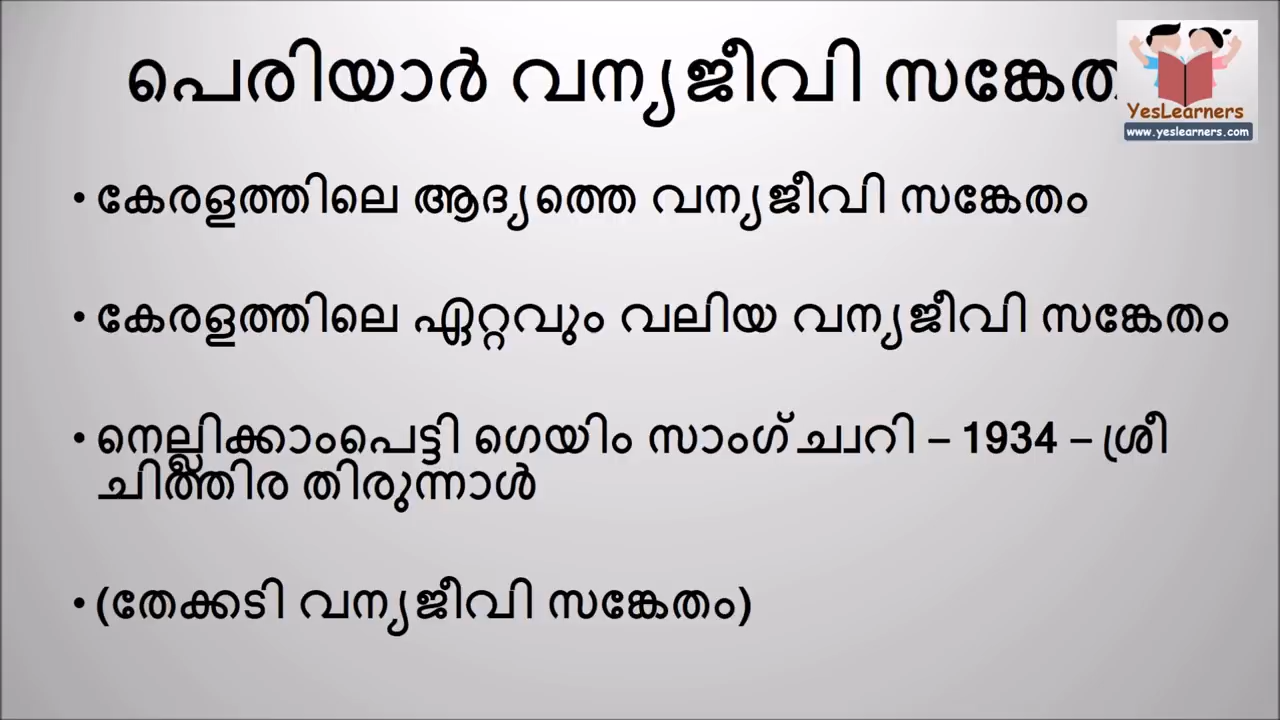 പെരിയാർ വന്യജീവി സങ്കേത
YesLearners
www.yeslearners.com
• കേരളത്തിലെ ആദ്യത്തെ വന്യജീവി സങ്കേതം
• കേരളത്തിലെ ഏറ്റവും വലിയ വന്യജീവി സങ്കേതം
• നെല്ലിക്കാംപെട്ടി ഗെയിം സാംഗ്ച്വറി – 1934 – ശ്രീ
ചിത്തിര തിരുന്നാൾ
• (തേക്കടി വന്യജീവി സങ്കേതം)